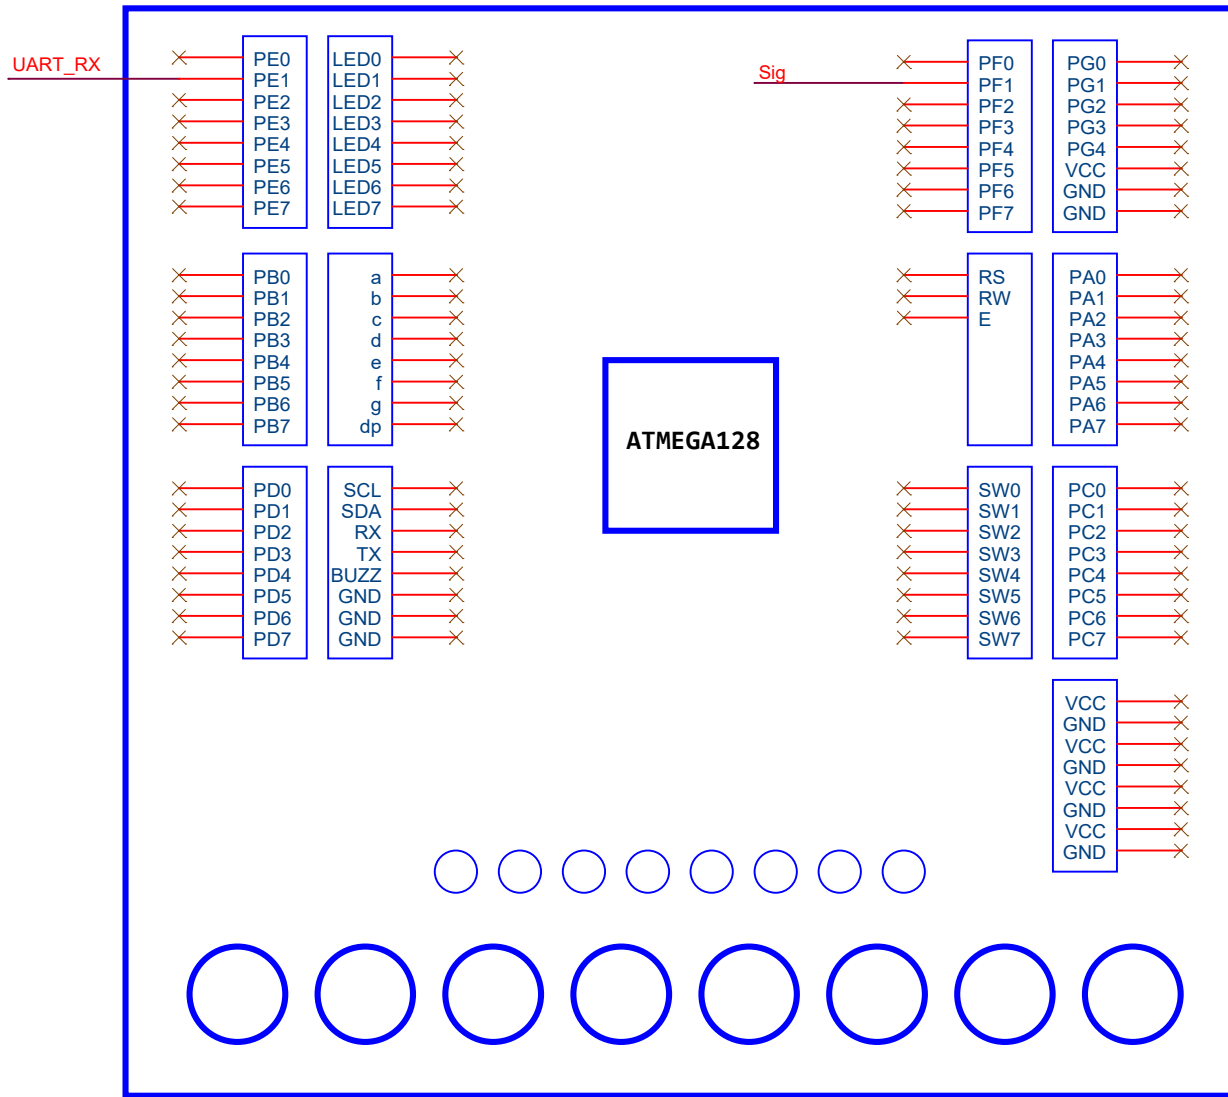 UART_RX
PE0
PE1
PE2
PE3
PE4
PE5
PE6
PE7
LED0
LED1
LED2
LED3
LED4
LED5
LED6
LED7
Sig
PF0
PF1
PF2
PF3
PF4
PF5
PF6
PF7
PG0
PG1
PG2
PG3
PG4
VCC
GND
GND
PB0
PB1
PB2
PB3
PB4
PB5
PB6
PB7
a
b
c
d
e
f
g
dp
RS
RW
E
PA0
PA1
PA2
PA3
PA4
PA5
PA6
PA7
ATMEGA128
PD0
PD1
PD2
PD3
PD4
PD5
PD6
PD7
SCL
SDA
RX
TX
BUZZ
GND
GND
GND
SW0
SW1
SW2
SW3
SW4
SW5
SW6
SW7
PC0
PC1
PC2
PC3
PC4
PC5
PC6
PC7
VCC
GND
VCC
GND
VCC
GND
VCC
GND